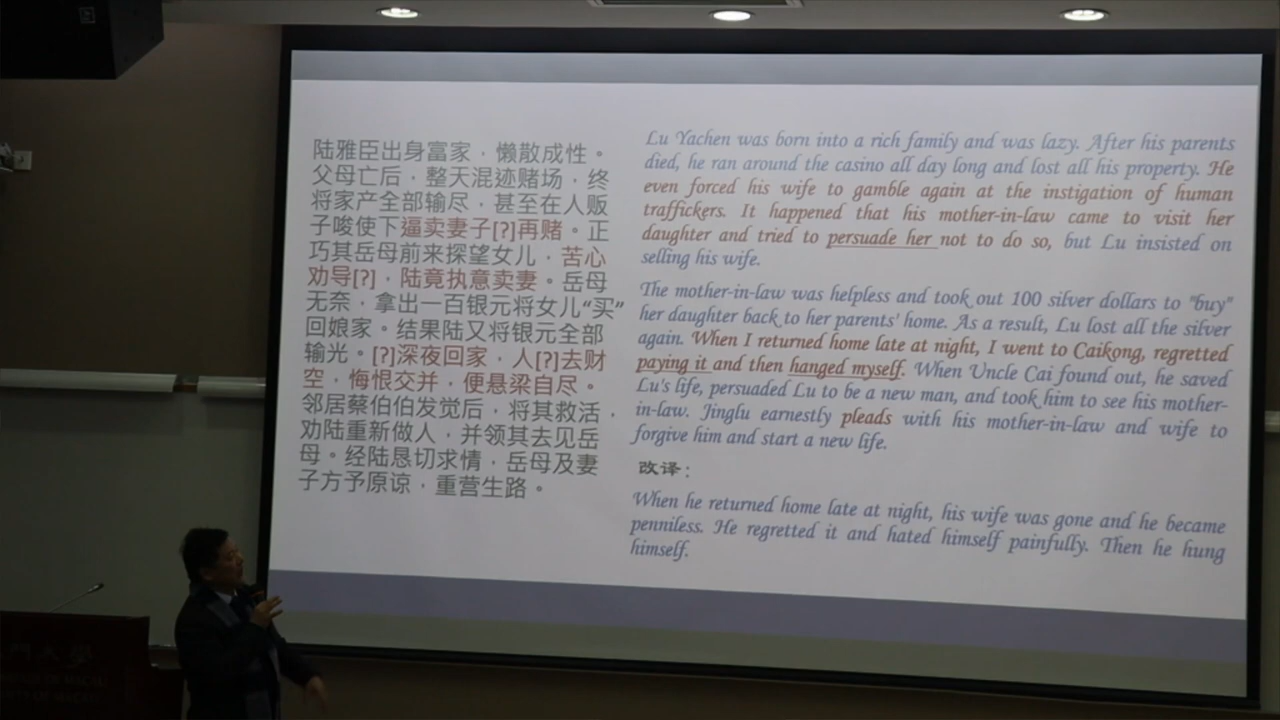 陆雅臣出身富家，懒散成性。
父母亡后，整天混迹赌场，终
将家产全部输尽，甚至在人贩
子唆使下逼卖妻子[?]再赌。正
巧其岳母前来探望女儿，苦心
劝导[?]，陆竟执意卖妻。岳母
无奈，拿出一百银元将女儿“买”
回娘家。结果陆又将银元全部
输光。[?]深夜回家，人[?]去财
空，悔恨交并，便悬梁自尽。
邻居蔡伯伯发觉后，将其救活，
劝陆重新做人，并领其去见岳
母。经陆恳切求情，岳母及妻
子方予原谅，重营生路。
Lu Yachen was born into a rich family and was lazy. After his parents
died, he ran around the casino all day long and lost all his property. He
even forced his wife to gamble again at the instigation of human
traffickers. It happened that his mother-in-law came to visit her
daughter and tried to persuade her not to do so, but Lu insisted on
selling his wife.
The mother-in-law was helpless and took out 100 silver dollars to "buy"
her daughter back to her parents' home. As a result, Lu lost all the silver
again. When I returned home late at night, I went to Caikong, regretted
paying it and then hanged myself. When Uncle Cai found out, he saved
Lu's life, persuaded Lu to be a new man, and took him to see his mother-
in-law. Jinglu earnestly pleads with his mother-in-law and wife to
forgive him and start a new life.
改译：
When he returned home late at night, his wife was gone and he became
penniless. He regretted it and hated himself painfully. Then he hung
himself.
門大學